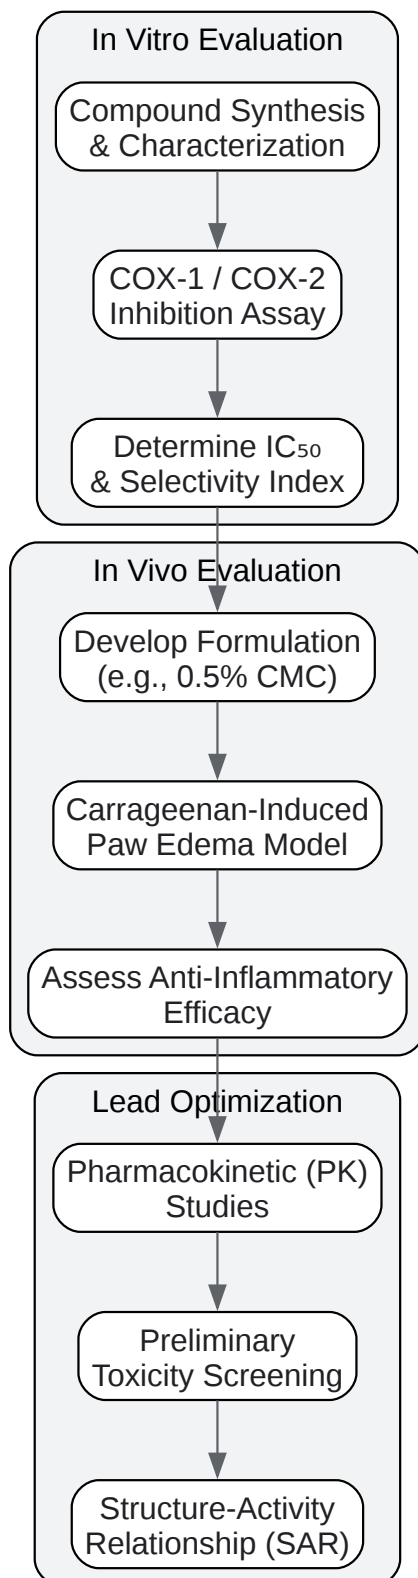 In Vitro Evaluation
Compound Synthesis
& Characterization
COX-1 / COX-2
Inhibition Assay
Determine IC₅₀
& Selectivity Index
In Vivo Evaluation
Develop Formulation
(e.g., 0.5% CMC)
Carrageenan-Induced
Paw Edema Model
Assess Anti-Inflammatory
Efficacy
Lead Optimization
Pharmacokinetic (PK)
Studies
Preliminary
Toxicity Screening
Structure-Activity
Relationship (SAR)